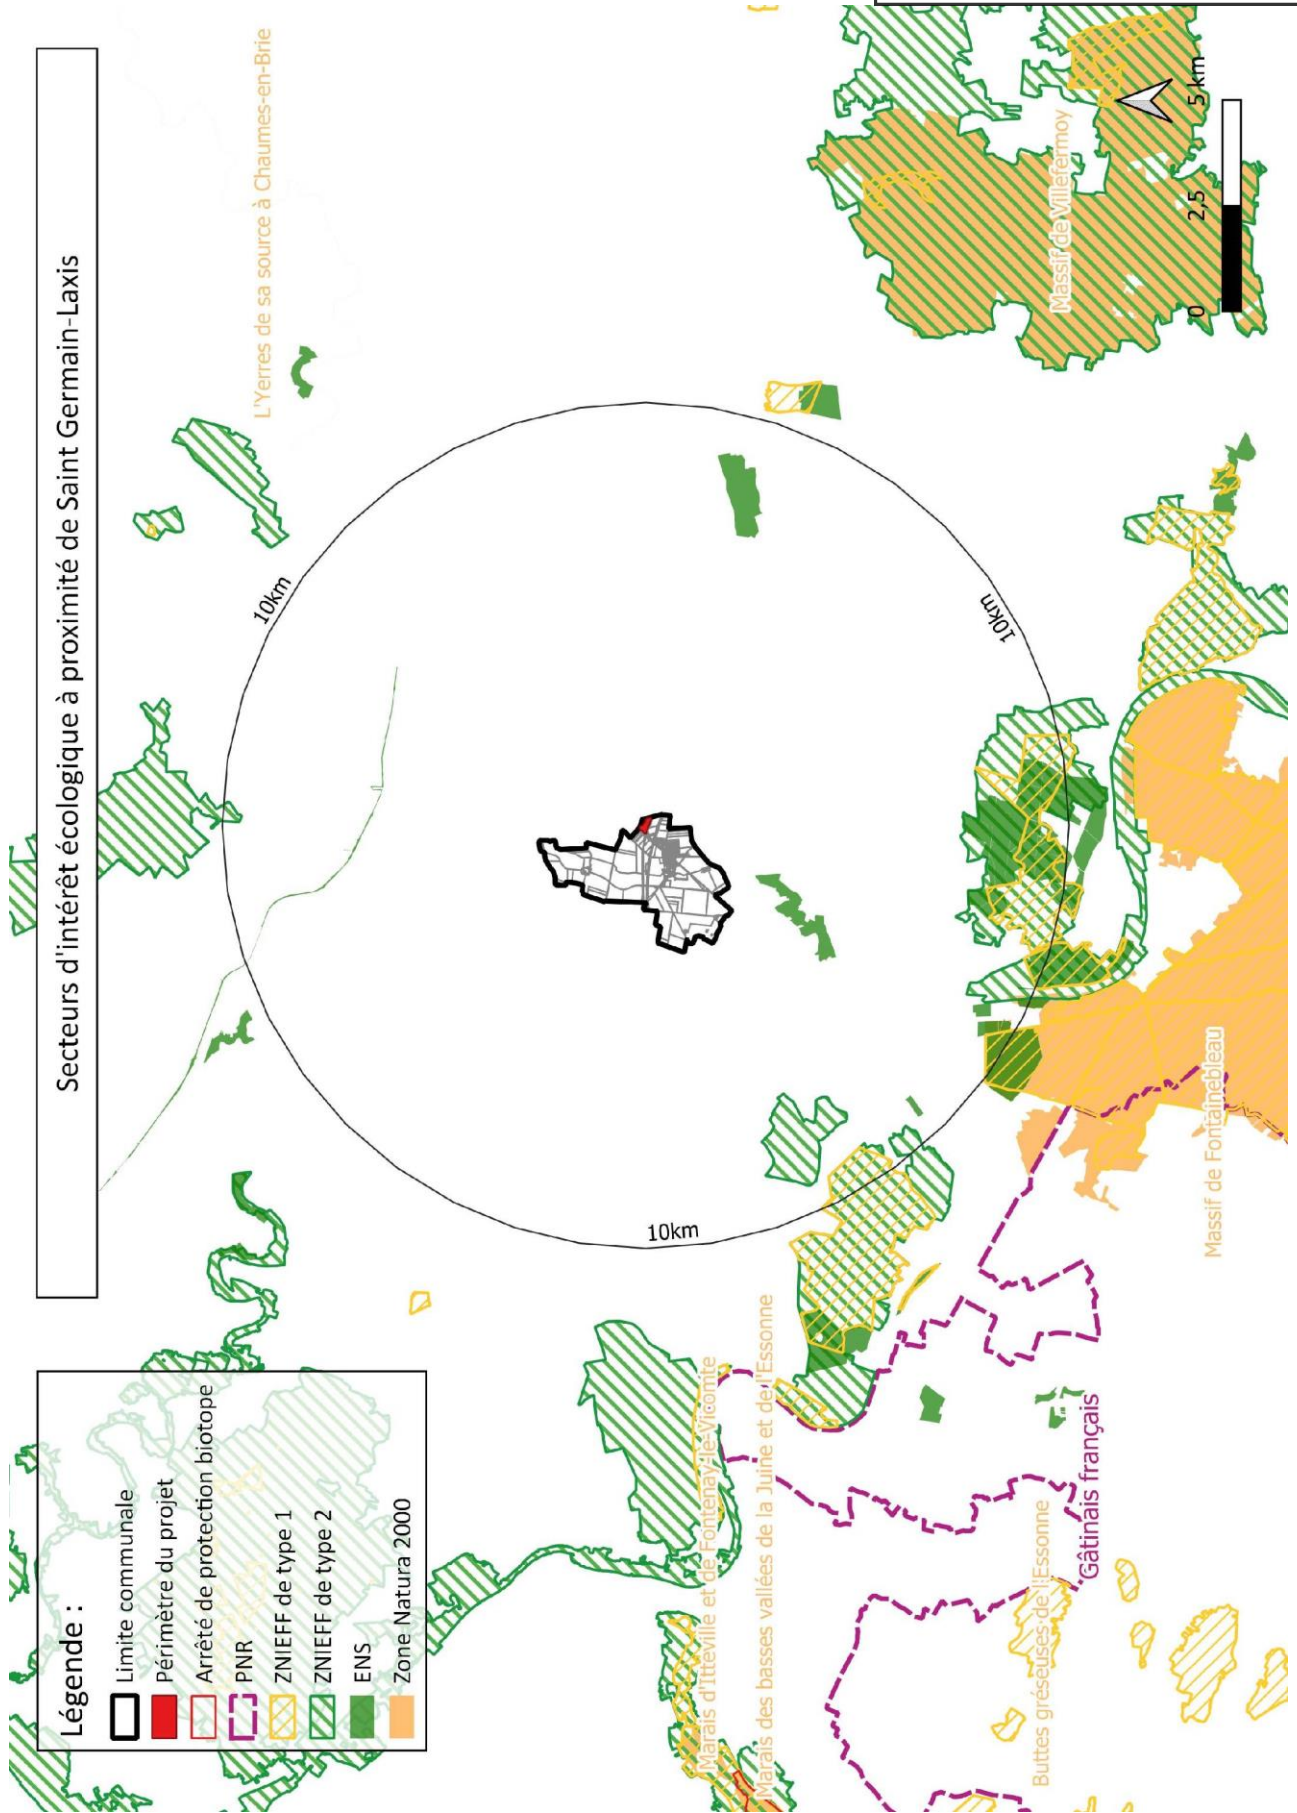 Secteurs d'intérêt écologique à proximité de Saint Germain-Laxis
Légende :
Limite communale
Périmètre du projet
Arrêté de protection biotope
PNR
ZNIEFF de type 1
ZNIEFF de type 2
ENS
Zone Natura 2000
L'Yerres de sa source à Chaumes-en-Brie
10km
10km
10km
Marais d'Itteville et de Fontenay-le-Vicomte
Marais des basses vallées de la Juine et de l'Essonne
Buttes gréseuses de l'Essonne
Gâtinais français
Massif de Fontainebleau
Massif de Villefermoy
0 2,5 5 km